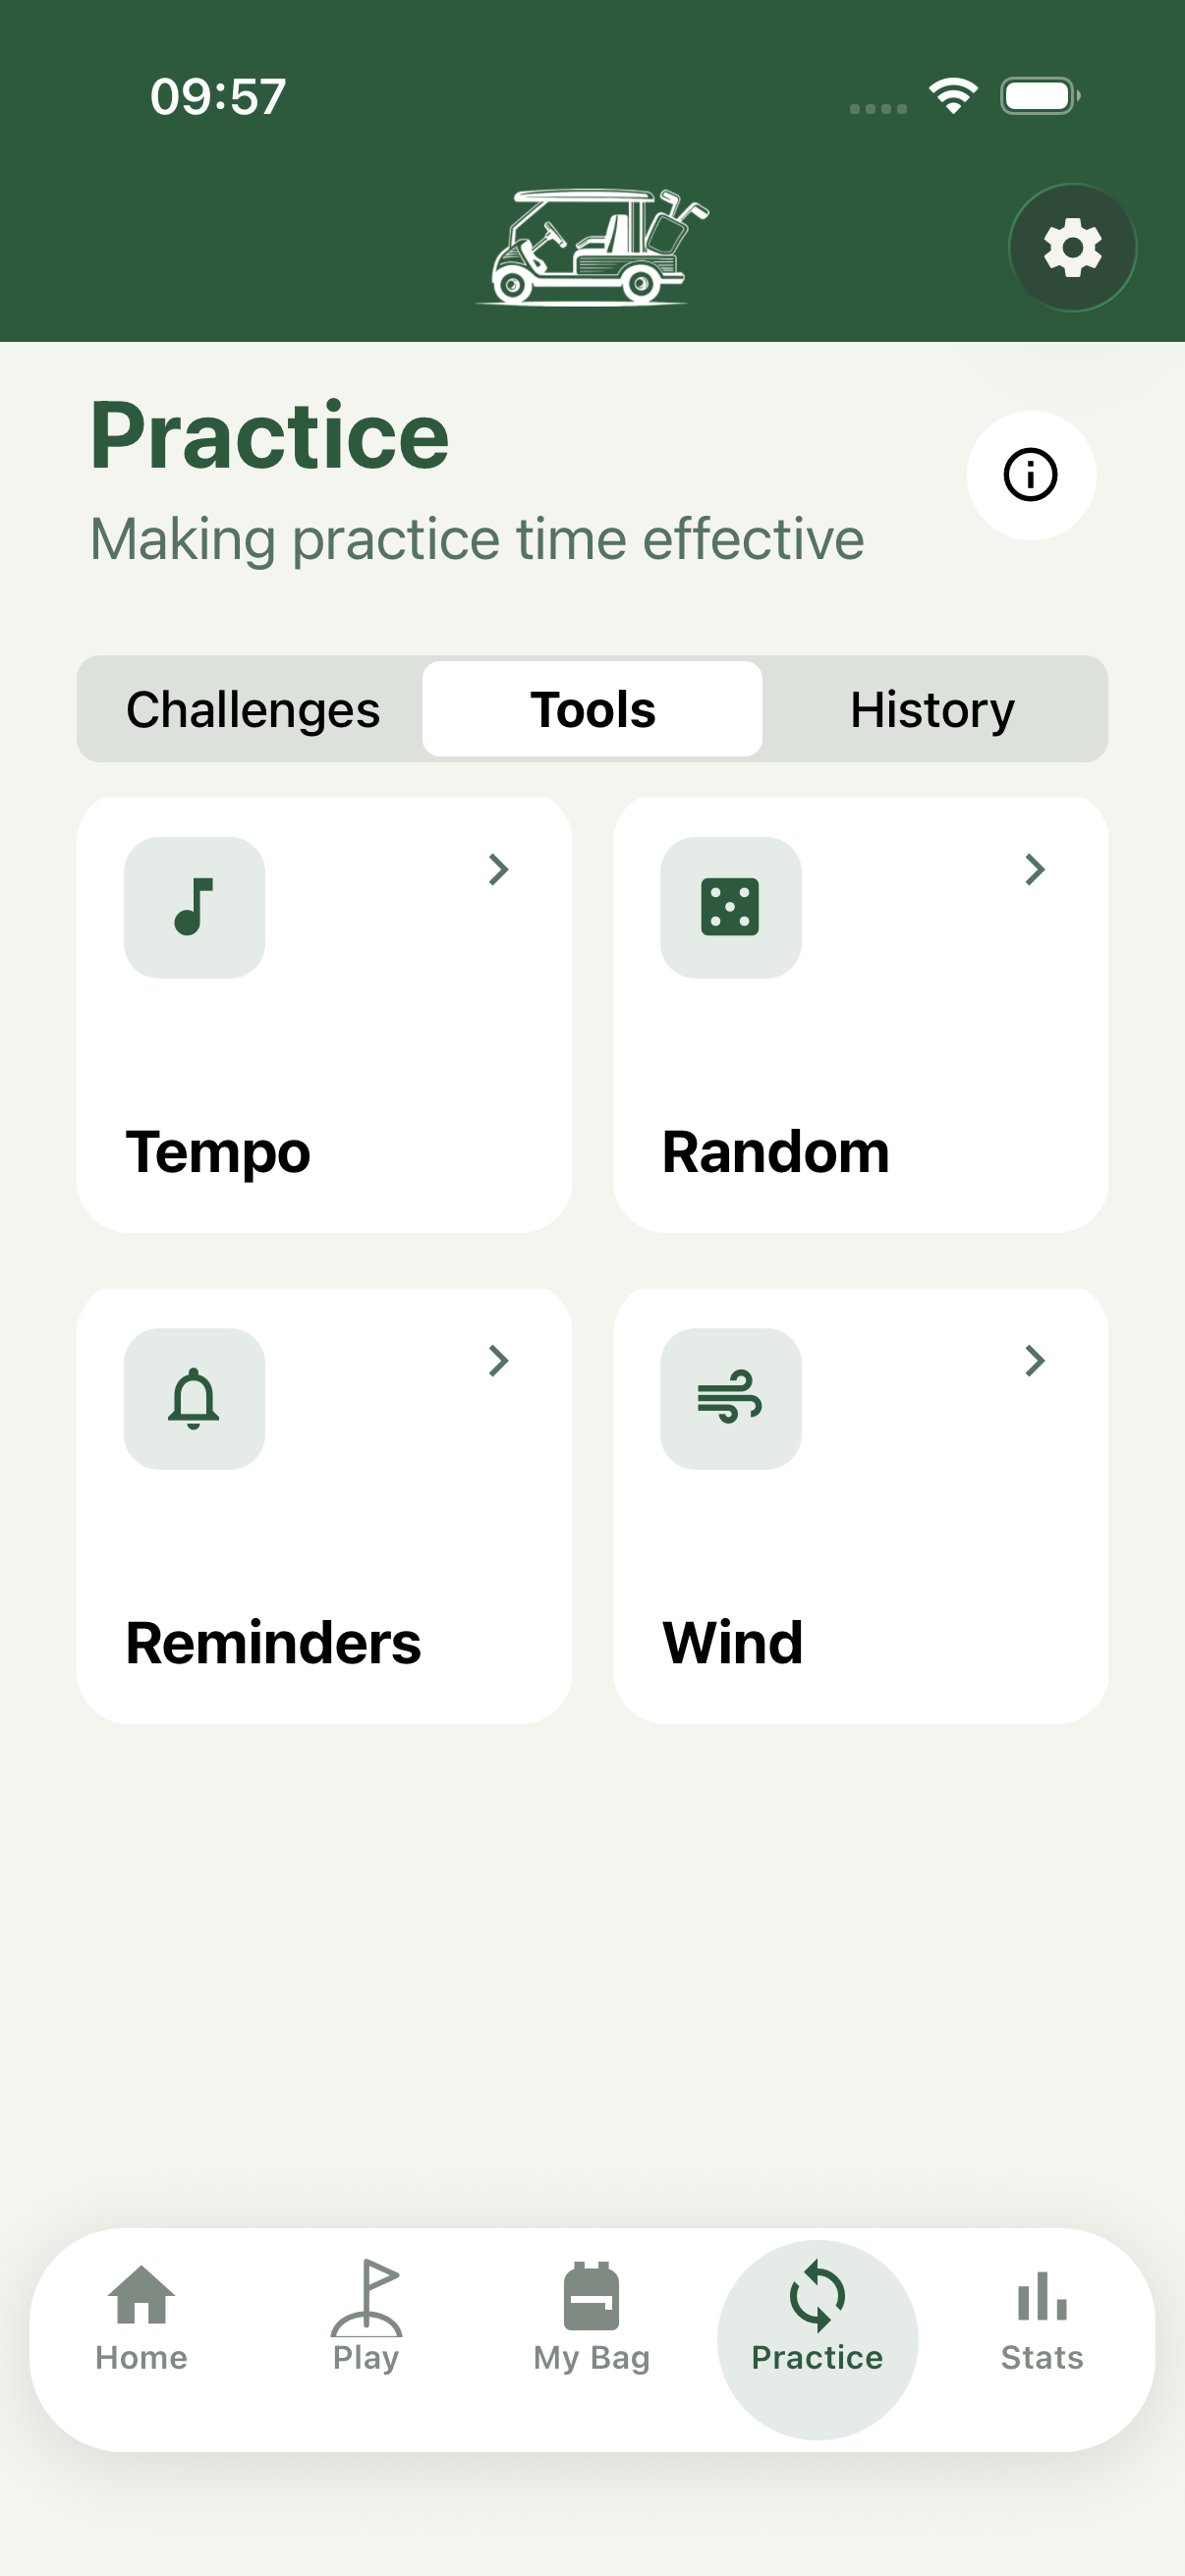 09:57
Practice
Making practice time effective
Challenges Tools History
Tempo Random
Reminders Wind
Home Play My Bag Practice Stats